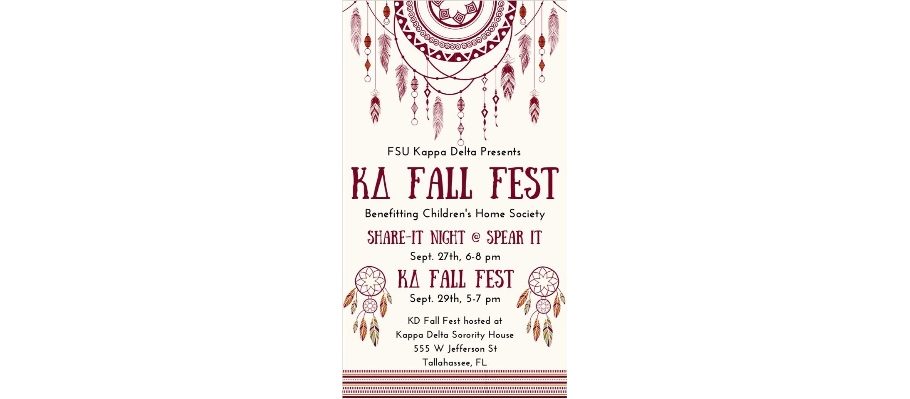 FSU Kappa Delta Presents
KΔ FALL FEST
Benefitting Children's Home Society
SHARE-IT NIGHT @ SPEAR IT
Sept. 27th, 6-8 pm
KΔ FALL FEST
Sept. 29th, 5-7 pm
KD Fall Fest hosted at
Kappa Delta Sorority House
555 W Jefferson St
Tallahassee, FL